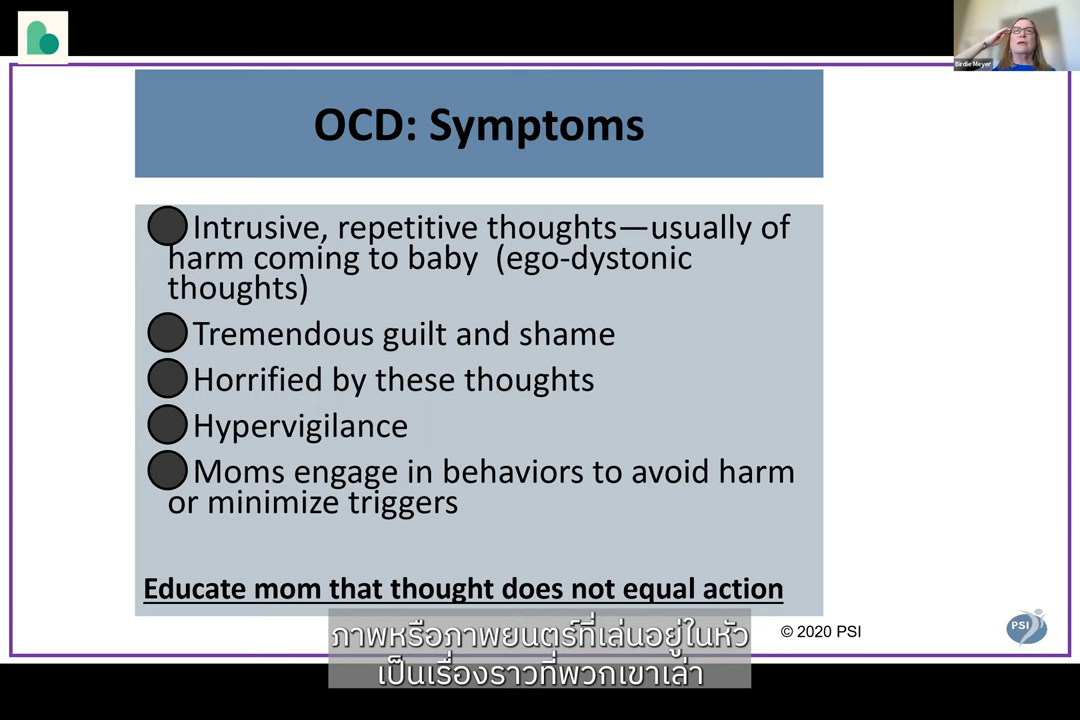 Birdie Meyer
OCD: Symptoms
Intrusive, repetitive thoughts—usually of
harm coming to baby (ego-dystonic
thoughts)
Tremendous guilt and shame
Horrified by these thoughts
Hypervigilance
Moms engage in behaviors to avoid harm
or minimize triggers
Educate mom that thought does not equal action
ภาพหรือภาพยนตร์ที่เล่นอยู่ในหัว
เป็นเรื่องราวที่พวกเขาเล่า
© 2020 PSI
PSI